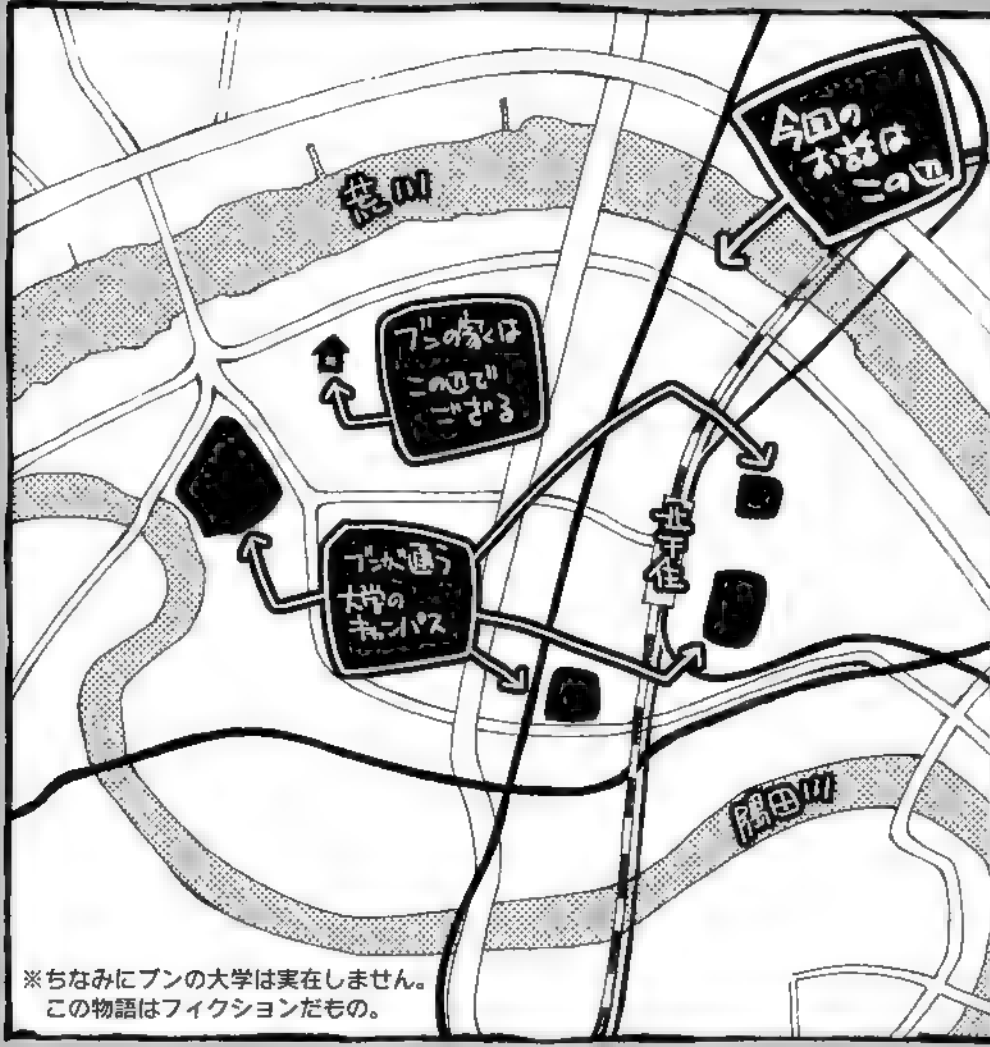 今回の
お話は
この辺
荒川
ブンの家くは
この辺で
ござる
ブンが通う
大学の
キャンパス
北千住
隅田川
※ちなみにブンの大学は実在しません。
この物語はフィクションだもの。